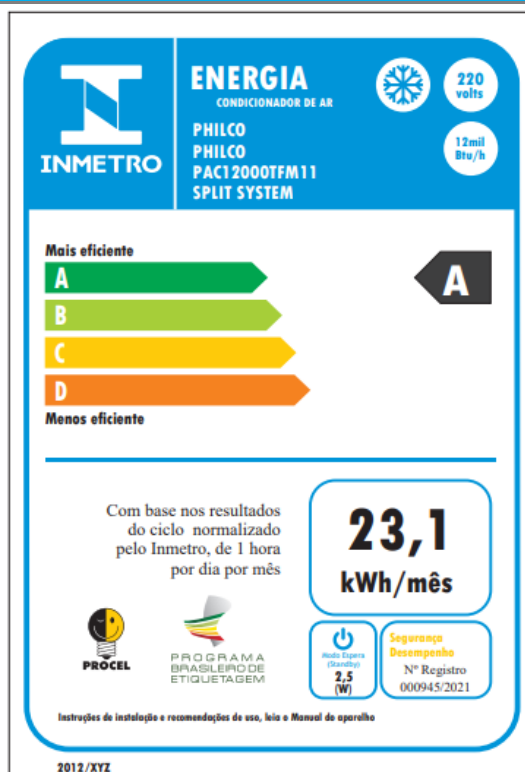 INMETRO
ENERGIA
CONDICIONADOR DE AR
220
volts
12mil
Btu/h
PHILCO
PHILCO
PAC12000TFM11
SPLIT SYSTEM
Mais eficiente
A
A
B
C
D
Menos eficiente
Com base nos resultados
do ciclo normalizado
pelo Inmetro, de 1 hora
por dia por mês
23,1
kWh/mês
PROCEL
PROGRAMA
BRASILEIRO DE
ETIQUETAGEM
Modo Espera
(Standby)
2,5
(W)
Segurança
Desempenho
Nº Registro
000945/2021
Instruções de instalação e recomendações de uso, leia o Manual do aparelho
2012/XYZ